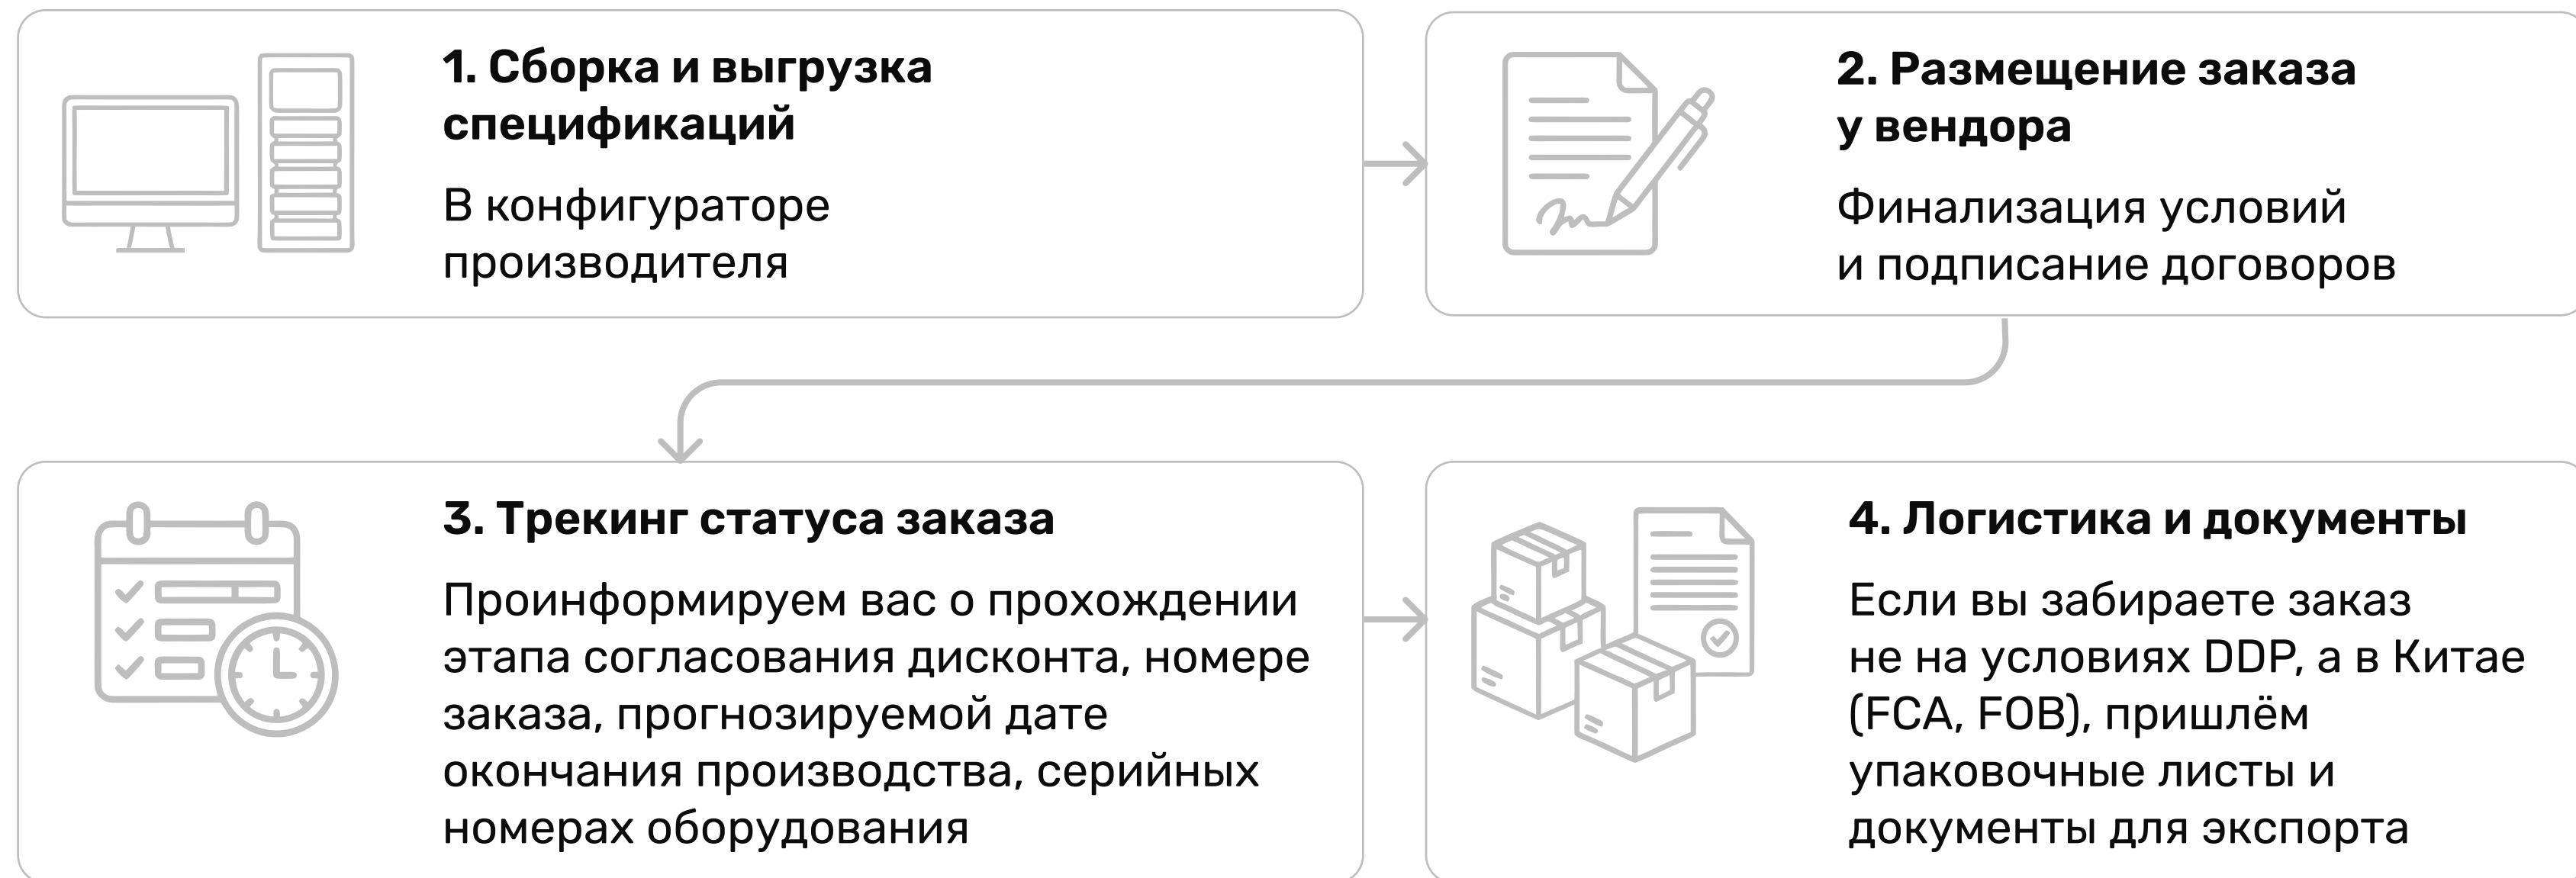 1. Сборка и выгрузка
спецификаций
В конфигураторе
производителя
2. Размещение заказа
у вендора
Финализация условий
и подписание договоров
3. Трекинг статуса заказа
Проинформируем вас о прохождении
этапа согласования дисконта, номере
заказа, прогнозируемой дате
окончания производства, серийных
номерах оборудования
4. Логистика и документы
Если вы забираете заказ
не на условиях DDP, а в Китае
(FCA, FOB), пришлём
упаковочные листы и
документы для экспорта